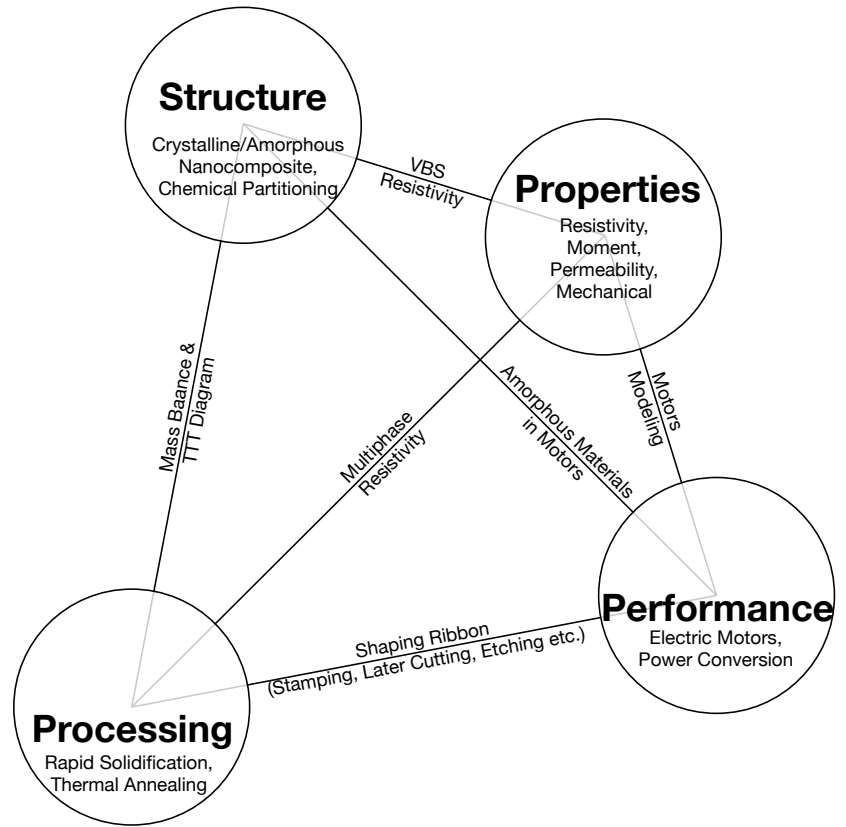 Structure
Crystalline/Amorphous
Nanocomposite,
Chemical Partitioning
VBS
Resistivity
Properties
Resistivity,
Moment,
Permeability,
Mechanical
Mass Baance &
TTT Diagram
Multiphase
Resistivity
Amorphous Materials
in Motors
Motors
Modeling
Performance
Electric Motors,
Power Conversion
Shaping Ribbon
(Stamping, Later Cutting, Etching etc.)
Processing
Rapid Solidification,
Thermal Annealing